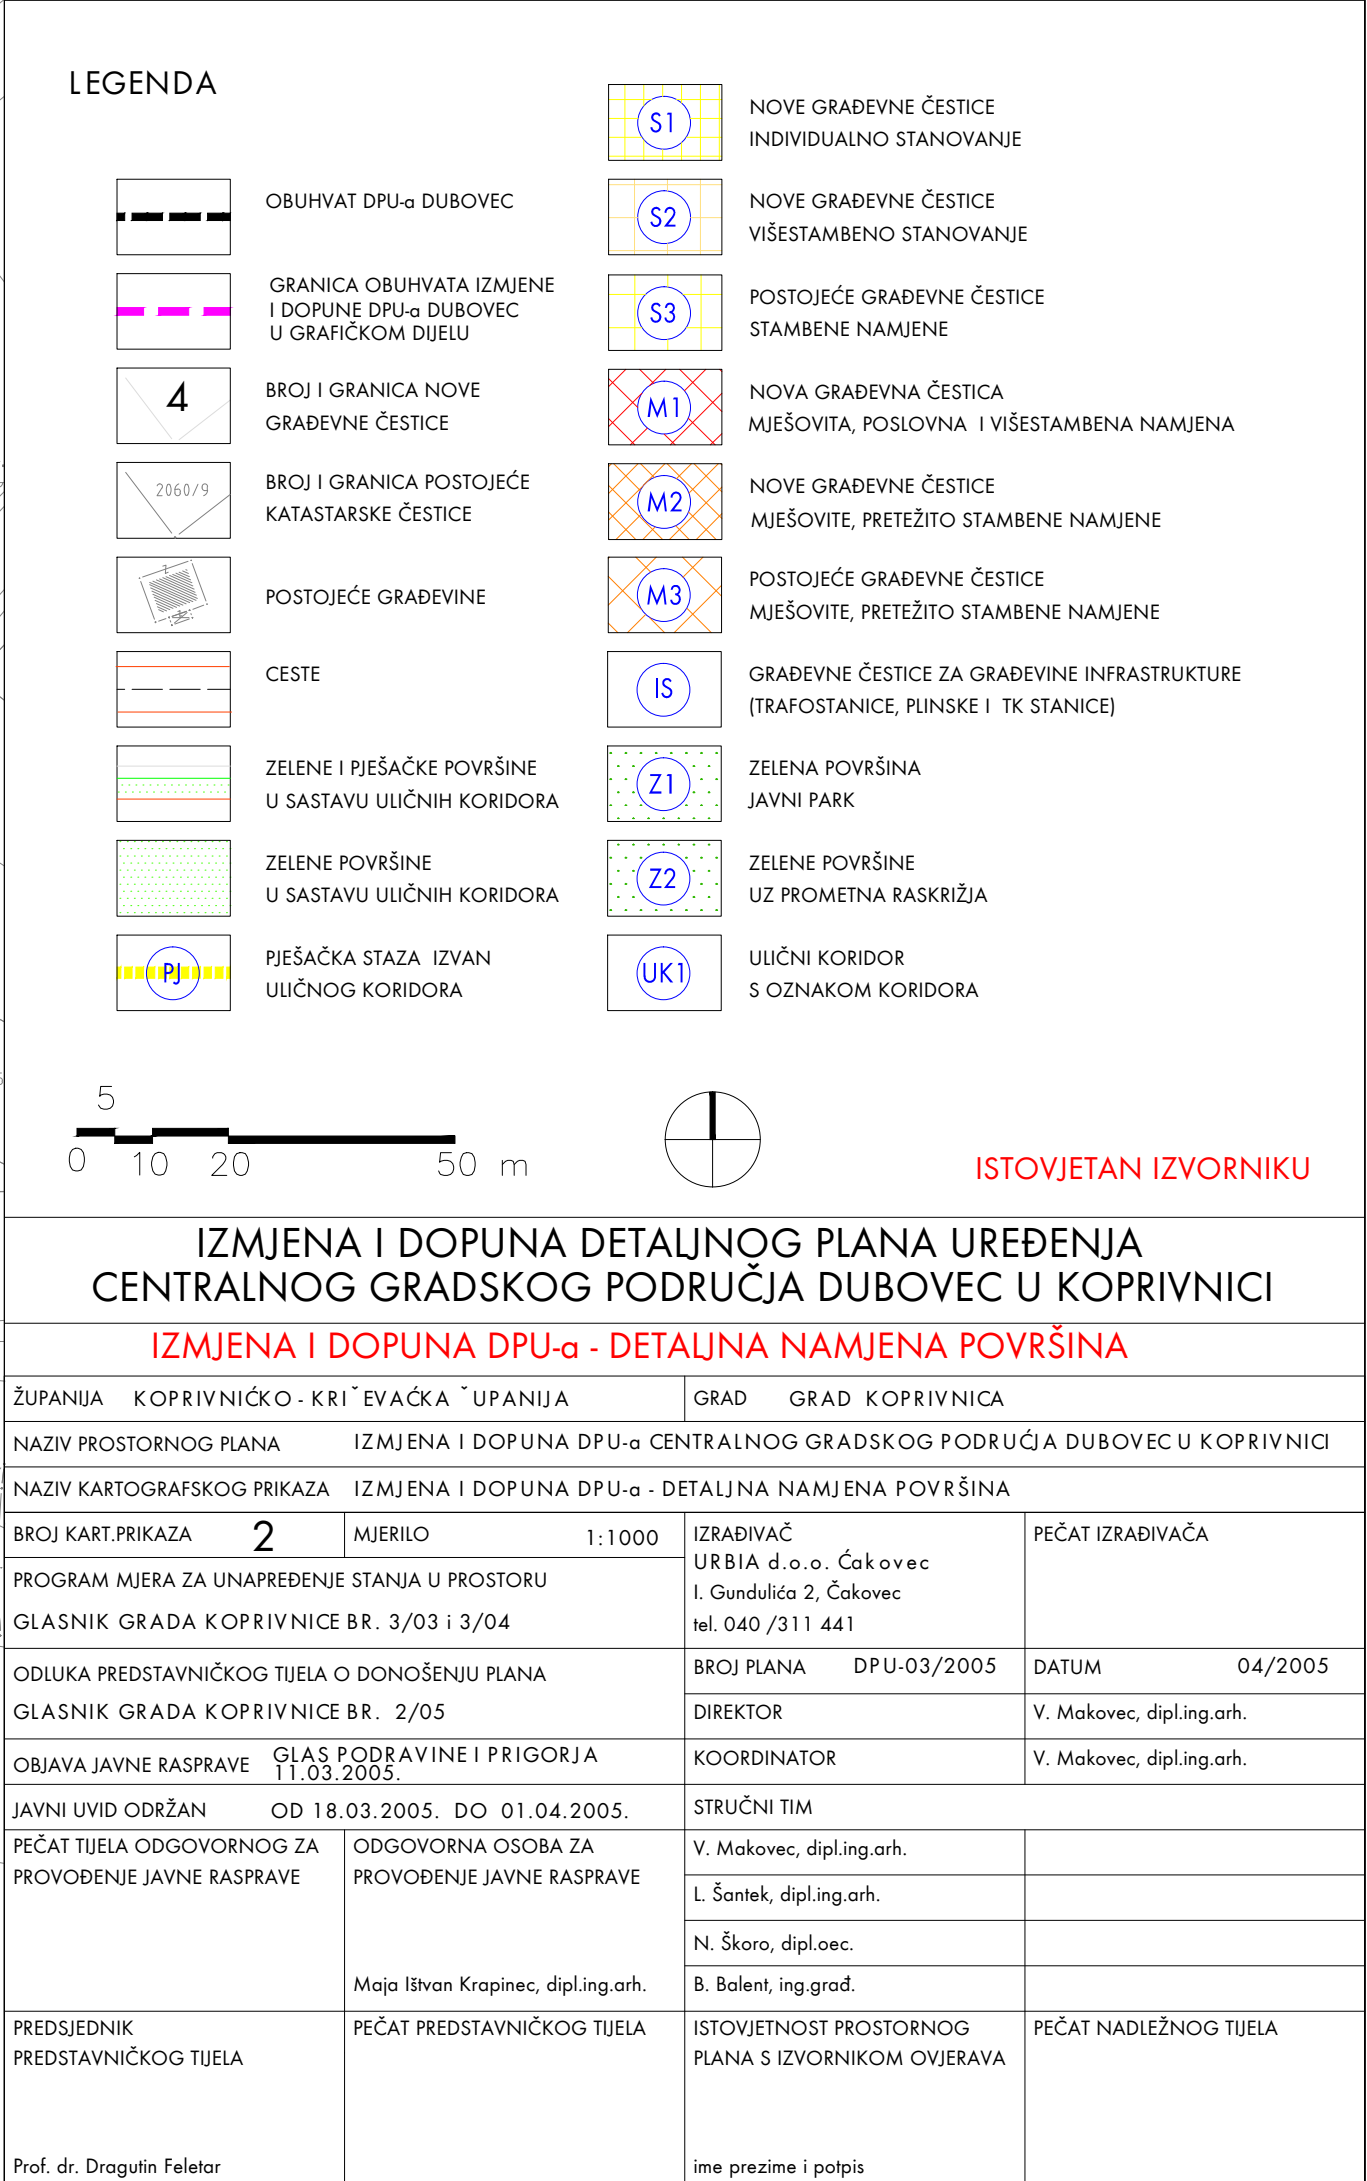 LEGENDA
OBUHVAT DPU-a DUBOVEC
GRANICA OBUHVATA IZMJENE
I DOPUNE DPU-a DUBOVEC
U GRAFIČKOM DIJELU
4
BROJ I GRANICA NOVE
GRAĐEVNE ČESTICE
2060/9
BROJ I GRANICA POSTOJEĆE
KATASTARSKE ČESTICE
POSTOJEĆE GRAĐEVINE
CESTE
ZELENE I PJEŠAČKE POVRŠINE
U SASTAVU ULIČNIH KORIDORA
ZELENE POVRŠINE
U SASTAVU ULIČNIH KORIDORA
PJ
PJEŠAČKA STAZA IZVAN
ULIČNOG KORIDORA
S1
NOVE GRAĐEVNE ČESTICE
INDIVIDUALNO STANOVANJE
S2
NOVE GRAĐEVNE ČESTICE
VIŠESTAMBENO STANOVANJE
S3
POSTOJEĆE GRAĐEVNE ČESTICE
STAMBENE NAMJENE
M1
NOVA GRAĐEVNA ČESTICA
MJEŠOVITA, POSLOVNA I VIŠESTAMBENA NAMJENA
M2
NOVE GRAĐEVNE ČESTICE
MJEŠOVITE, PRETEŽITO STAMBENE NAMJENE
M3
POSTOJEĆE GRAĐEVNE ČESTICE
MJEŠOVITE, PRETEŽITO STAMBENE NAMJENE
IS
GRAĐEVNE ČESTICE ZA GRAĐEVINE INFRASTRUKTURE
(TRAFOSTANICE, PLINSKE I TK STANICE)
Z1
ZELENA POVRŠINA
JAVNI PARK
Z2
ZELENE POVRŠINE
UZ PROMETNA RASKRIŽJA
UK1
ULIČNI KORIDOR
S OZNAKOM KORIDORA
5
0 10 20 50 m
ISTOVJETAN IZVORNIKU
IZMJENA I DOPUNA DETALJNOG PLANA UREĐENJA
CENTRALNOG GRADSKOG PODRUČJA DUBOVEC U KOPRIVNICI
IZMJENA I DOPUNA DPU-a - DETALJNA NAMJENA POVRŠINA
ŽUPANIJA KOPRIVNIĆKO - KRIˇEVAĆKA ˇUPANIJA
GRAD GRAD KOPRIVNICA
NAZIV PROSTORNOG PLANA IZMJENA I DOPUNA DPU-a CENTRALNOG GRADSKOG PODRUĆJA DUBOVEC U KOPRIVNICI
NAZIV KARTOGRAFSKOG PRIKAZA IZMJENA I DOPUNA DPU-a - DETALJNA NAMJENA POVRŠINA
BROJ KART.PRIKAZA 2
MJERILO 1:1000
PROGRAM MJERA ZA UNAPREĐENJE STANJA U PROSTORU
GLASNIK GRADA KOPRIVNICE BR. 3/03 i 3/04
IZRAĐIVAČ
URBIA d.o.o. Ćakovec
I. Gundulića 2, Čakovec
tel. 040 /311 441
PEČAT IZRAĐIVAČA
ODLUKA PREDSTAVNIČKOG TIJELA O DONOŠENJU PLANA
GLASNIK GRADA KOPRIVNICE BR. 2/05
BROJ PLANA DPU-03/2005
DATUM 04/2005
DIREKTOR
V. Makovec, dipl.ing.arh.
OBJAVA JAVNE RASPRAVE GLAS PODRAVINE I PRIGORJA
11.03.2005.
KOORDINATOR
V. Makovec, dipl.ing.arh.
JAVNI UVID ODRŽAN OD 18.03.2005. DO 01.04.2005.
STRUČNI TIM
PEČAT TIJELA ODGOVORNOG ZA
PROVOĐENJE JAVNE RASPRAVE
ODGOVORNA OSOBA ZA
PROVOĐENJE JAVNE RASPRAVE
Maja Ištvan Krapinec, dipl.ing.arh.
V. Makovec, dipl.ing.arh.
L. Šantek, dipl.ing.arh.
N. Škoro, dipl.oec.
B. Balent, ing.građ.
PREDSJEDNIK
PREDSTAVNIČKOG TIJELA
Prof. dr. Dragutin Feletar
PEČAT PREDSTAVNIČKOG TIJELA
ISTOVJETNOST PROSTORNOG
PLANA S IZVORNIKOM OVJERAVA
ime prezime i potpis
PEČAT NADLEŽNOG TIJELA